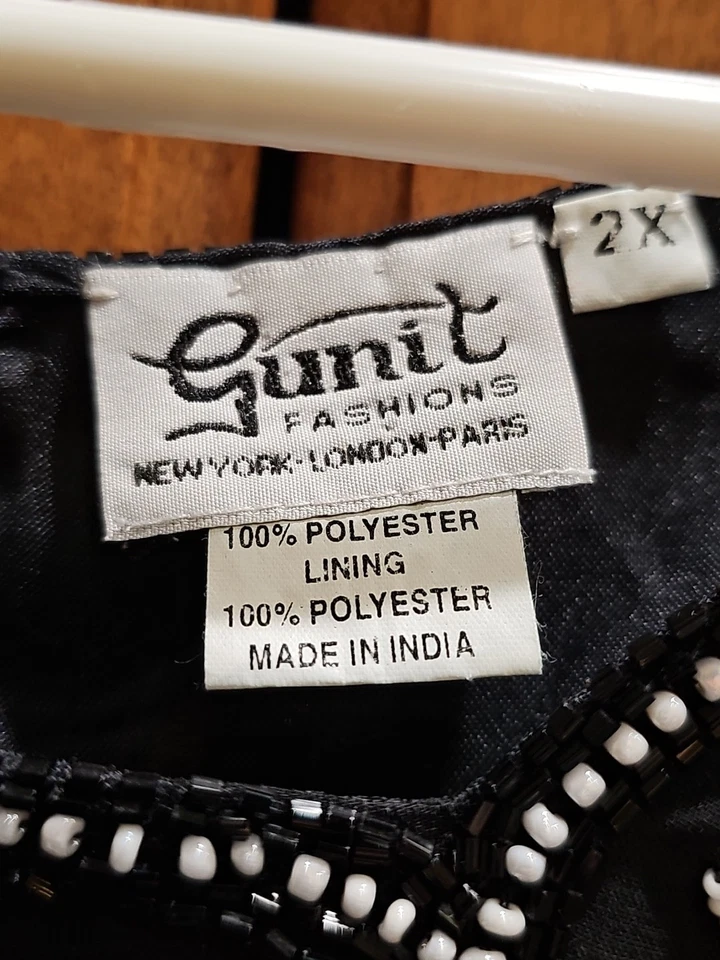 2X
Gunit
FASHIONS
NEW YORK-LONDON-PARIS
100% POLYESTER
LINING
100% POLYESTER
MADE IN INDIA